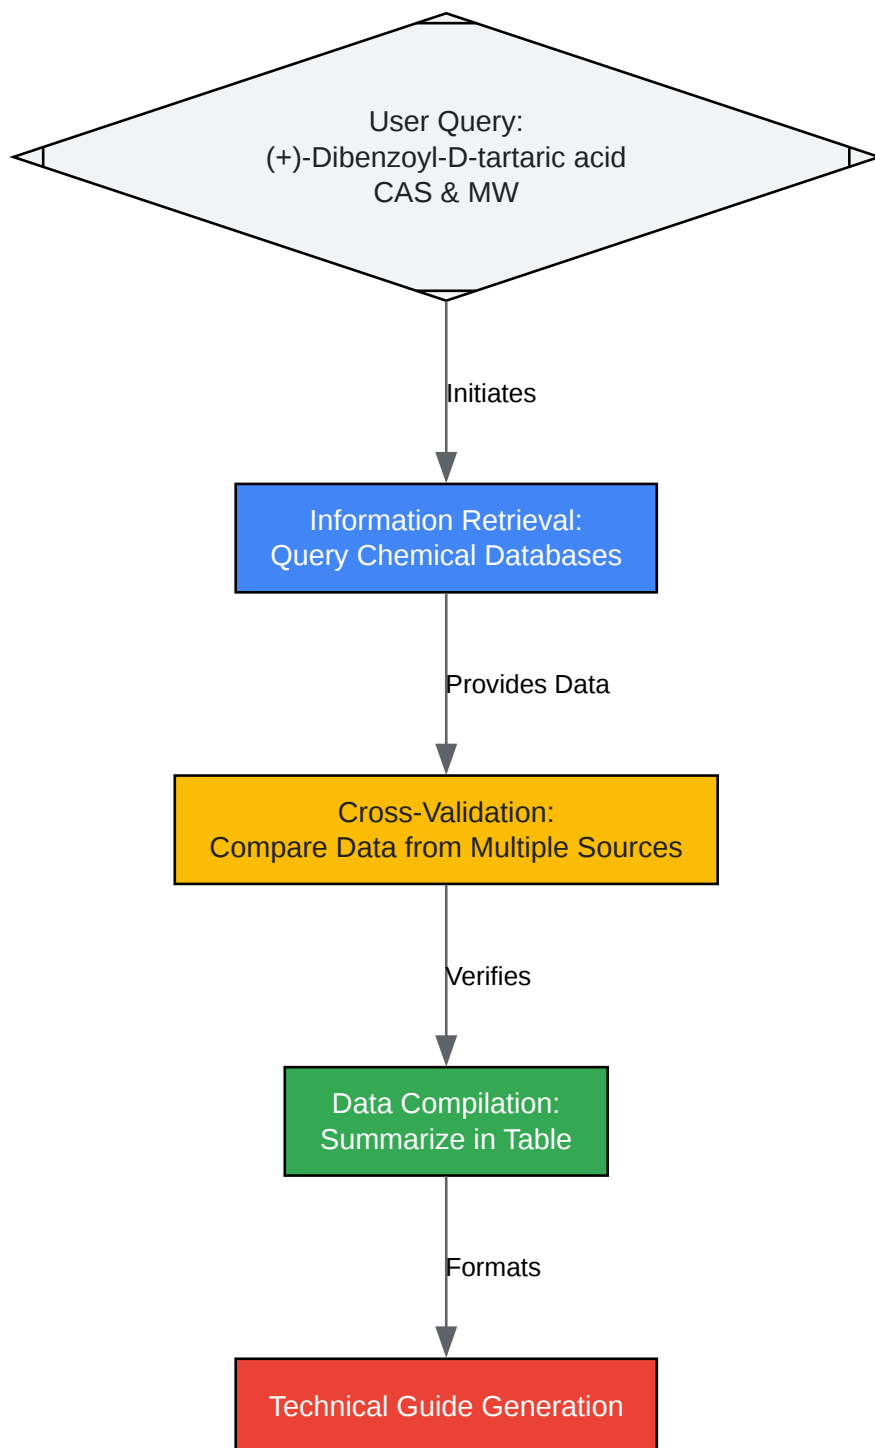 User Query:
(+)-Dibenzoyl-D-tartaric acid
CAS & MW
Initiates
Information Retrieval:
Query Chemical Databases
Provides Data
Cross-Validation:
Compare Data from Multiple Sources
Verifies
Data Compilation:
Summarize in Table
Formats
Technical Guide Generation